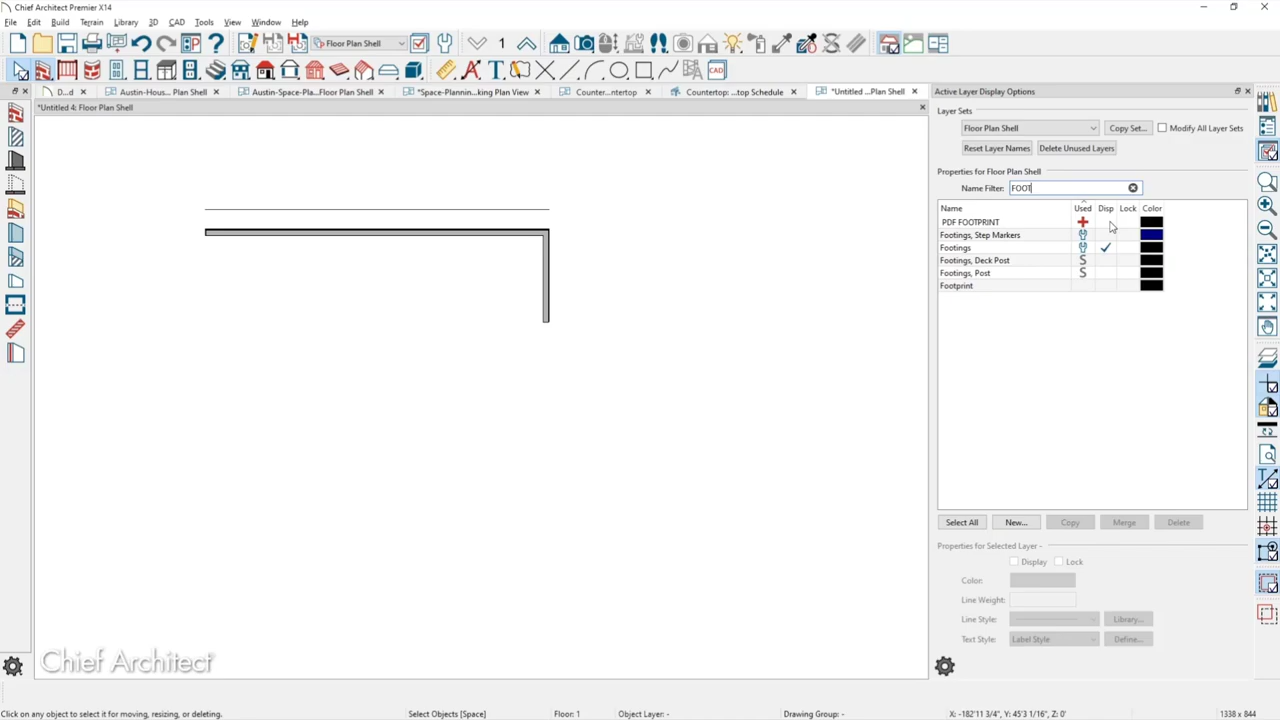 Chief Architect Premier X14
File Edit Build Terrain Library 3D CAD Tools View Window Help
Floor Plan Shell 1
CAD
D...d Austin-Hous... Plan Shell Austin-Space-Pla...Floor Plan Shell *Space-Plannin...king Plan View Counter...ntertop Countertop: ...top Schedule *Untitled ...Plan Shell
*Untitled 4: Floor Plan Shell
Active Layer Display Options
Layer Sets
Floor Plan Shell Copy Set... Modify All Layer Sets
Reset Layer Names Delete Unused Layers
Properties for Floor Plan Shell
Name Filter: FOOT
Name Used Disp Lock Color
PDF FOOTPRINT
Footings, Step Markers
Footings
Footings, Deck Post S
Footings, Post S
Footprint
Select All New... Copy Merge Delete
Properties for Selected Layer -
Display Lock
Color:
Line Weight:
Line Style: Library...
Text Style: Label Style Define...
Chief Architect
Click on any object to select it for moving, resizing, or deleting. Select Objects [Space] Floor: 1 Object Layer: - Drawing Group: - X: -182'11 3/4", Y: 45'3 1/16", Z: 0' 1338 x 844